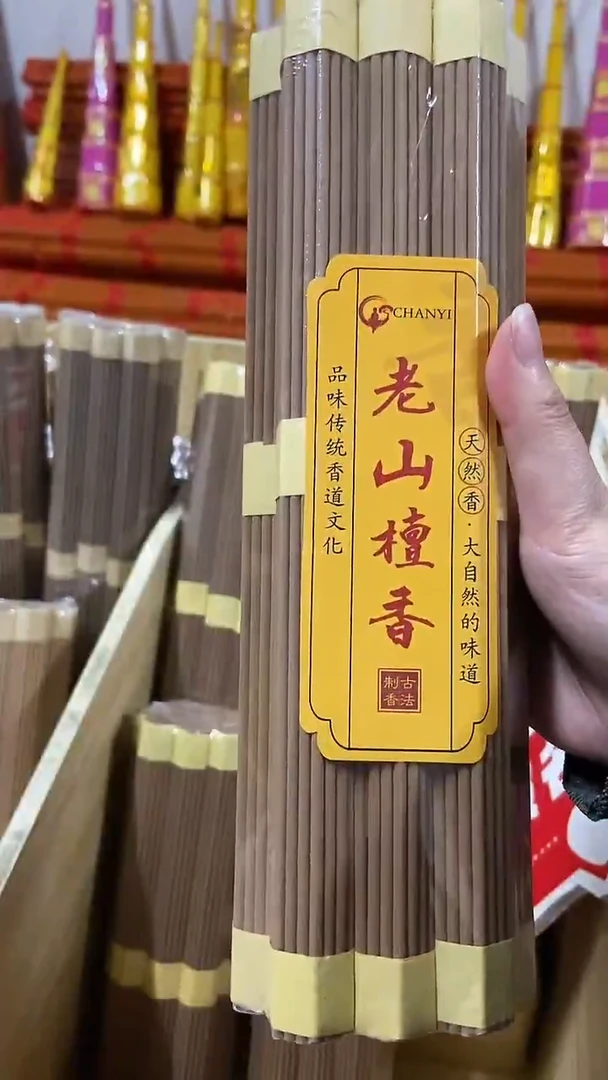 CHANYI
天然香·大自然的味道
老山檀香
品味传统香道文化
古法
制香